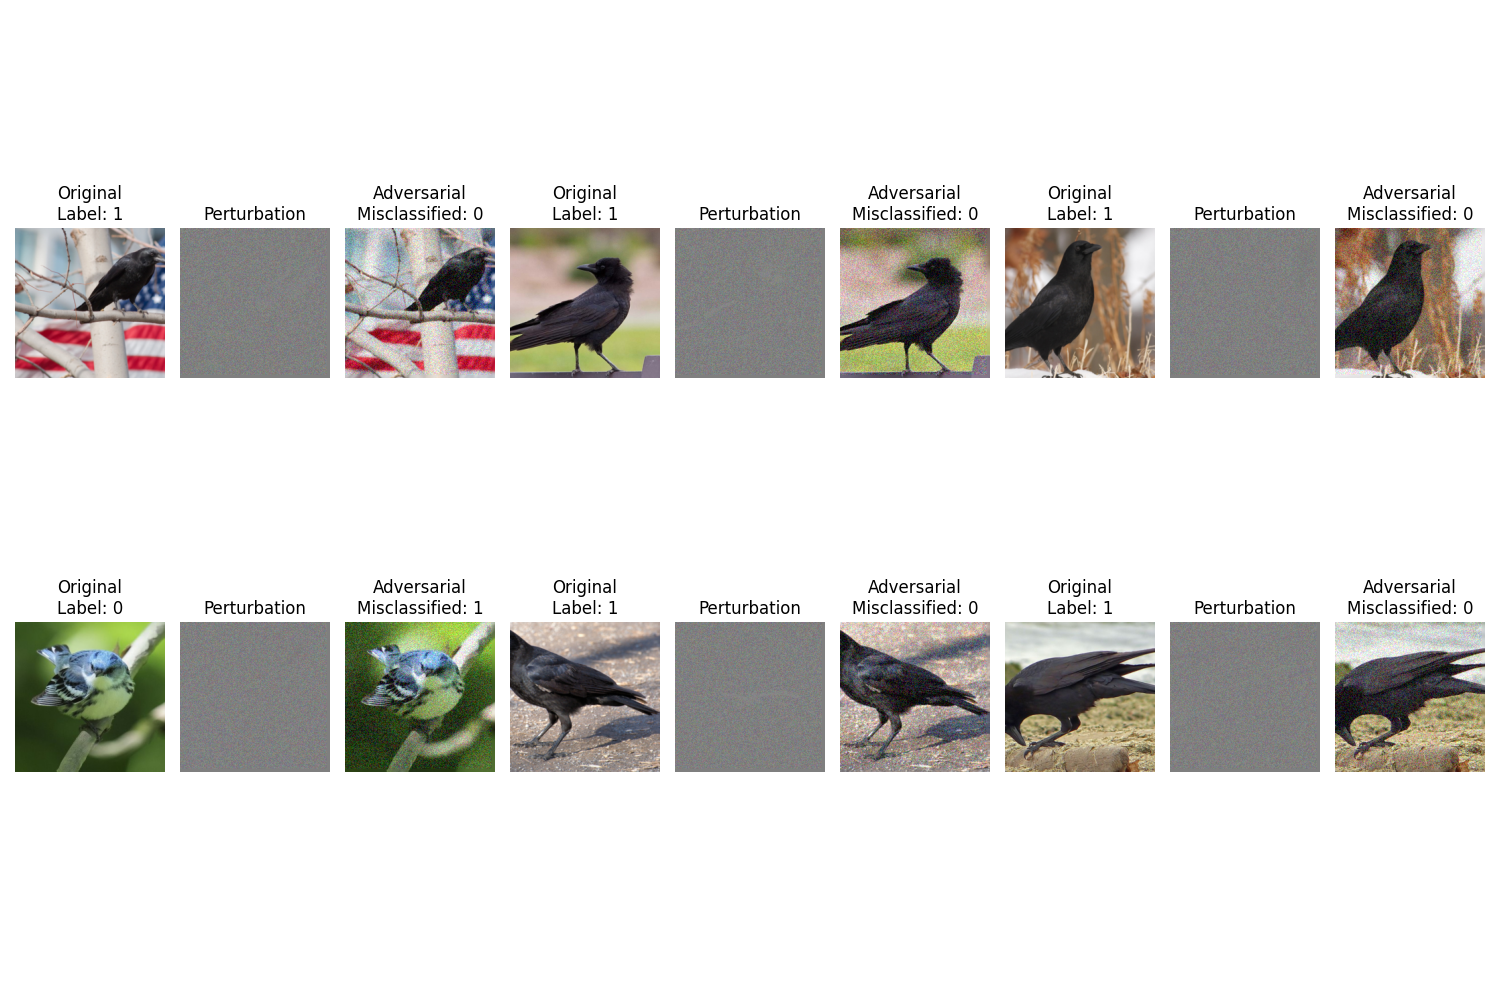 Original
Label: 1
Perturbation
Adversarial
Misclassified: 0
Original
Label: 1
Perturbation
Adversarial
Misclassified: 0
Original
Label: 1
Perturbation
Adversarial
Misclassified: 0
Original
Label: 0
Perturbation
Adversarial
Misclassified: 1
Original
Label: 1
Perturbation
Adversarial
Misclassified: 0
Original
Label: 1
Perturbation
Adversarial
Misclassified: 0